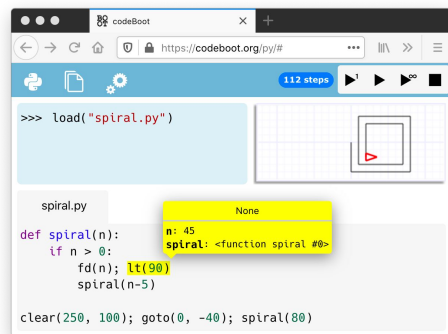 codeBoot
https://codeboot.org/py/#
112 steps
1
∞
>>> load("spiral.py")
spiral.py
None
n: 45
spiral: <function spiral #0>
def spiral(n):
if n > 0:
fd(n); lt(90)
spiral(n-5)
clear(250, 100); goto(0, -40); spiral(80)